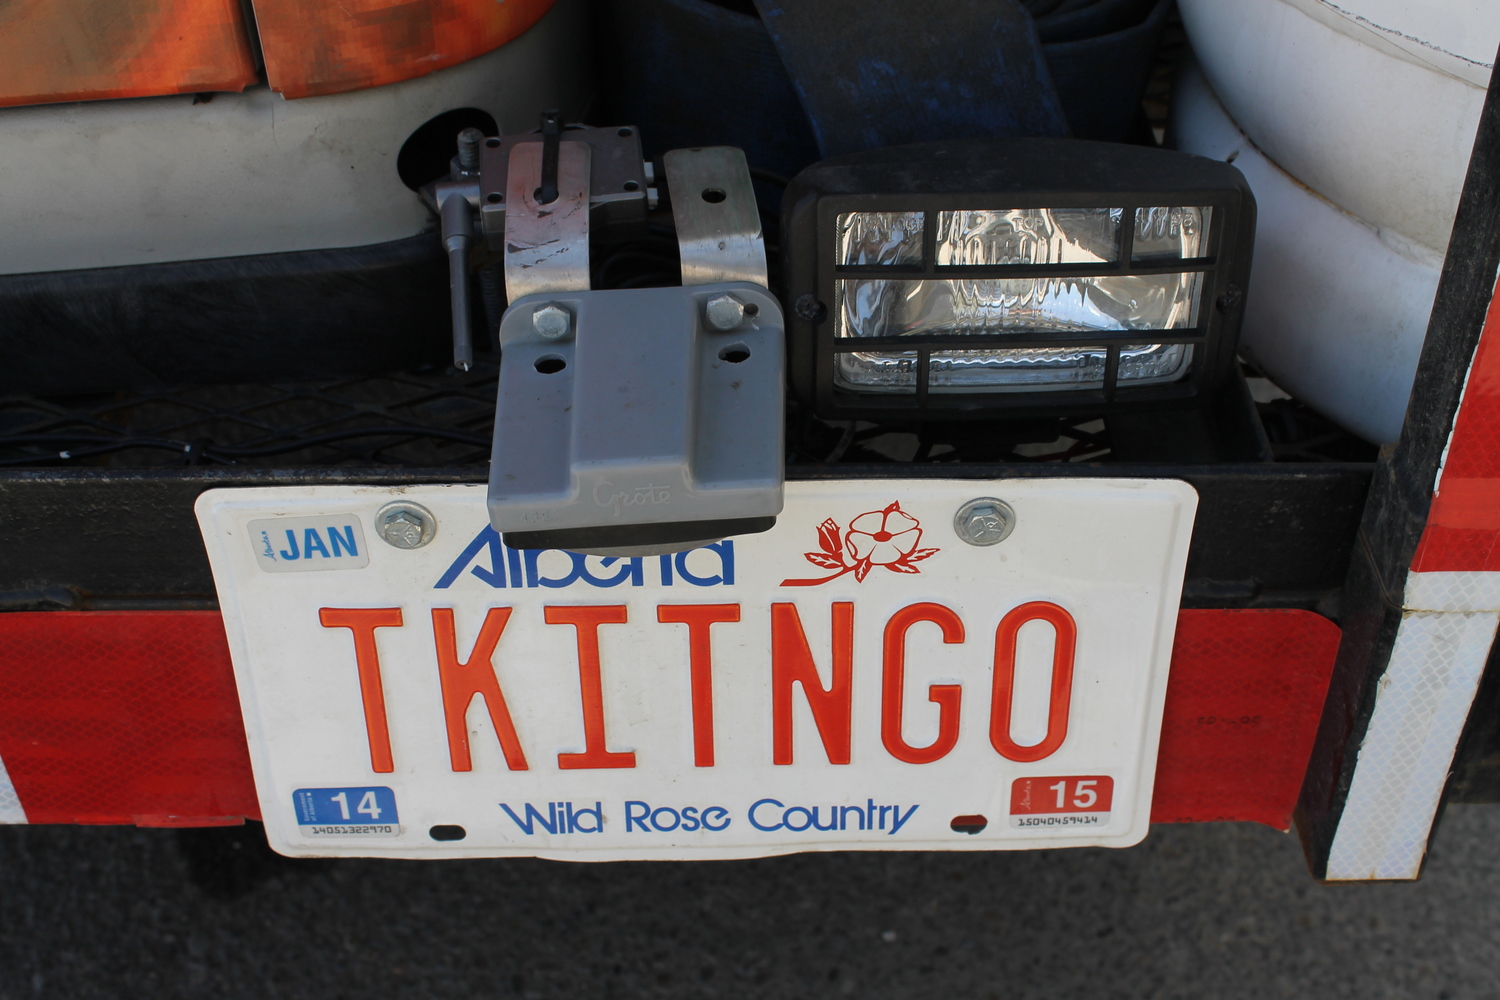 Grote
JAN
Alberta
TKITNGO
14
14051322970
Wild Rose Country
15
15040459414